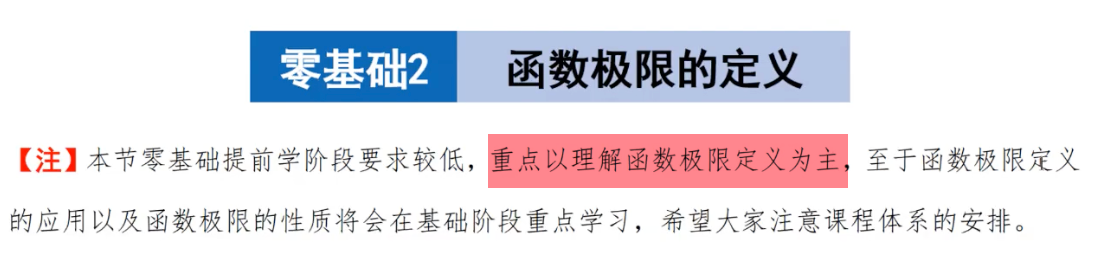 零基础2 函数极限的定义
【注】本节零基础提前学阶段要求较低，重点以理解函数极限定义为主，至于函数极限定义
的应用以及函数极限的性质将会在基础阶段重点学习，希望大家注意课程体系的安排。